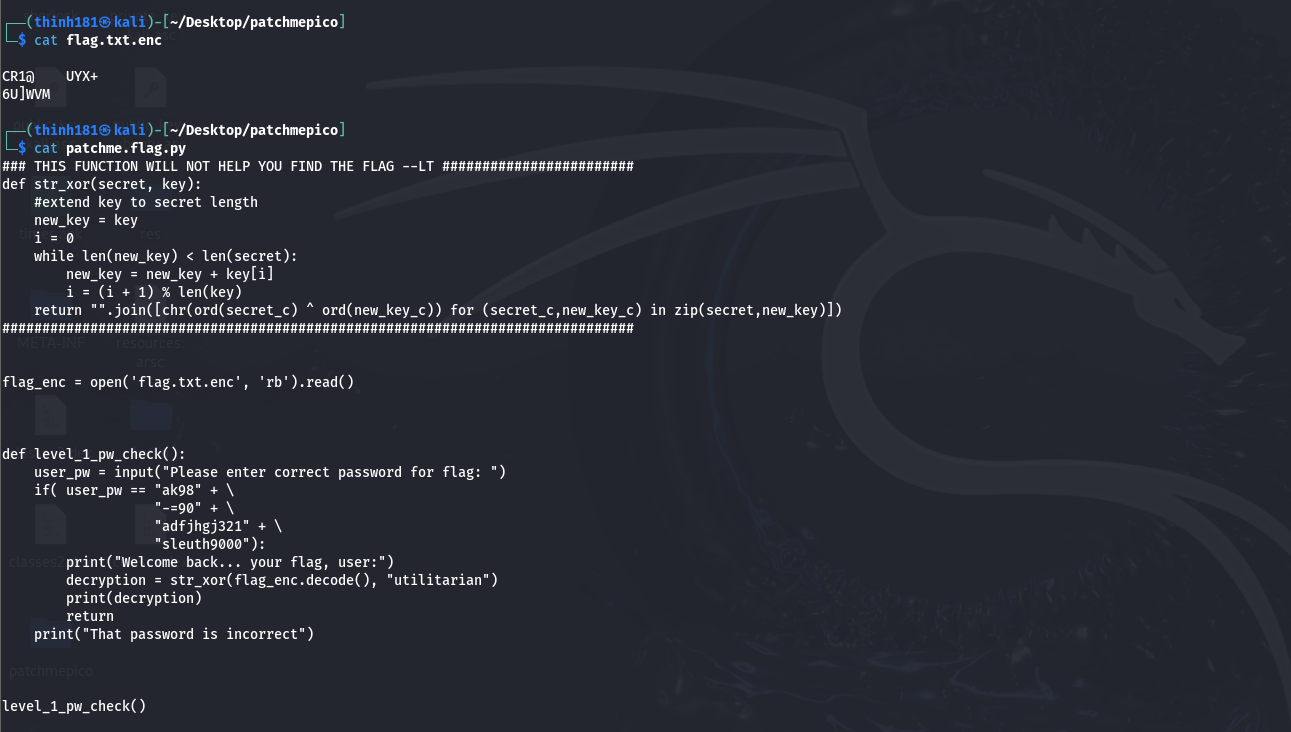 ┌──(thinh181㉿kali)-[~/Desktop/patchmepico]
└─$ cat flag.txt.enc
CR1@    UYX+
6U]WVM
┌──(thinh181㉿kali)-[~/Desktop/patchmepico]
└─$ cat patchme.flag.py
### THIS FUNCTION WILL NOT HELP YOU FIND THE FLAG --LT ########################
def str_xor(secret, key):
    #extend key to secret length
    new_key = key
    i = 0
    while len(new_key) < len(secret):
        new_key = new_key + key[i]
        i = (i + 1) % len(key)
    return "".join([chr(ord(secret_c) ^ ord(new_key_c)) for (secret_c,new_key_c) in zip(secret,new_key)])
###############################################################################
META-INF
resources.
arsc
flag_enc = open('flag.txt.enc', 'rb').read()
def level_1_pw_check():
    user_pw = input("Please enter correct password for flag: ")
    if( user_pw == "ak98" + \
                   "-=90" + \
                   "adfjhgj321" + \
                   "sleuth9000"):
        print("Welcome back... your flag, user:")
        decryption = str_xor(flag_enc.decode(), "utilitarian")
        print(decryption)
        return
    print("That password is incorrect")
patchmepico
level_1_pw_check()